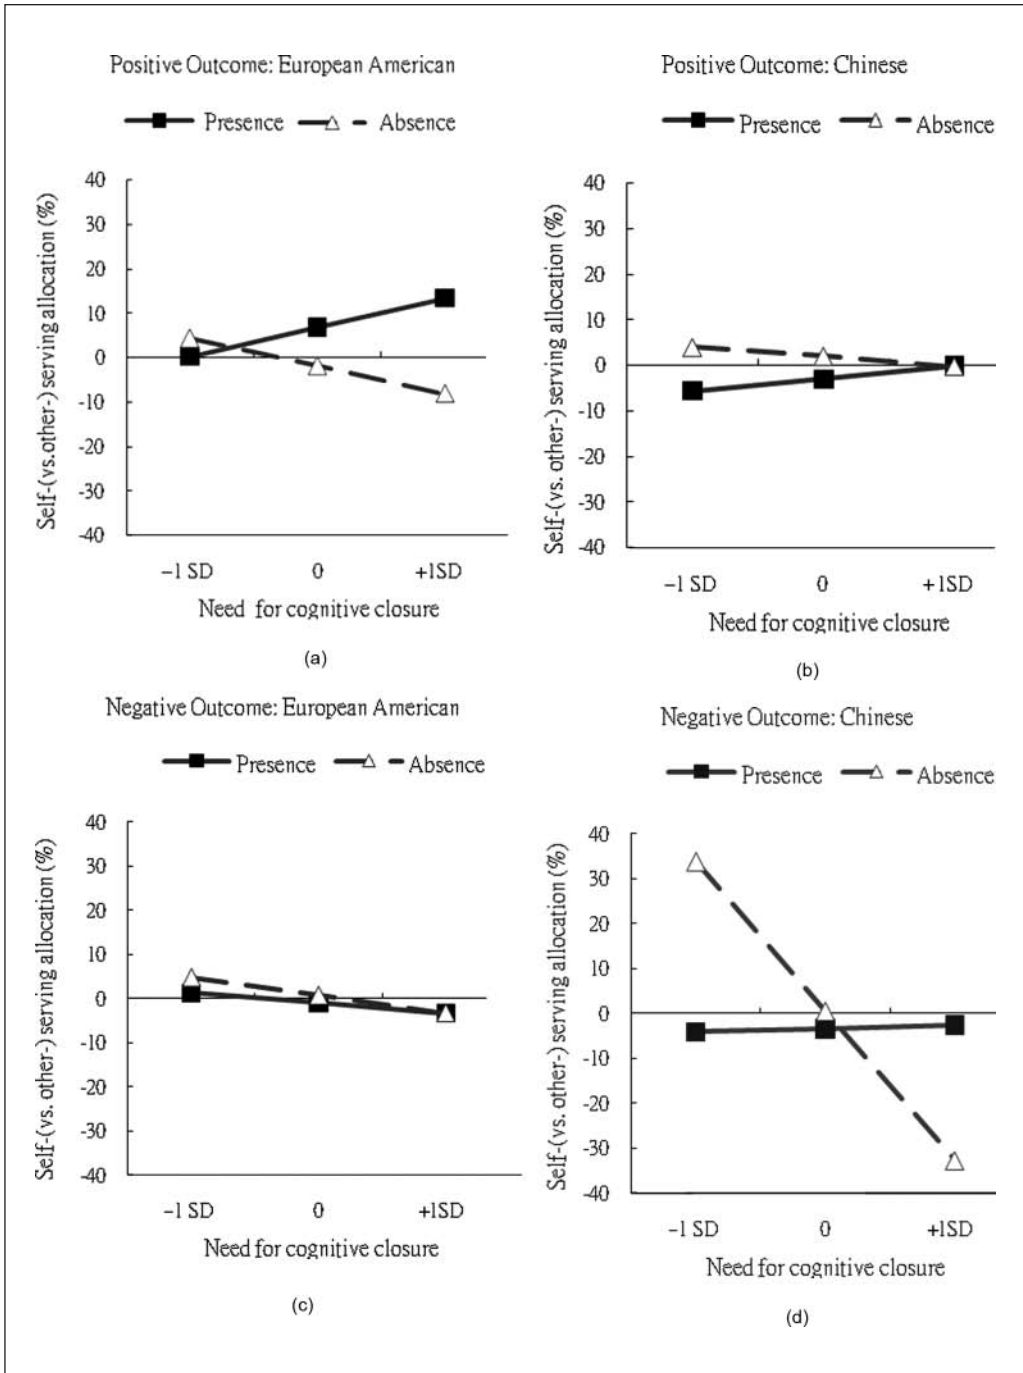 Positive Outcome: European American
Presence Absence
Self-(vs.other-) serving allocation (%)
40
30
20
10
0
-10
-20
-30
-40
−1 SD 0 +1SD
Need for cognitive closure
(a)
Positive Outcome: Chinese
Presence Absence
Self-(vs. other-) serving allocation (%)
40
30
20
10
0
-10
-20
-30
-40
−1 SD 0 +1SD
Need for cognitive closure
(b)
Negative Outcome: European American
Presence Absence
Self-(vs. other-) serving allocation (%)
40
30
20
10
0
-10
-20
-30
-40
−1 SD 0 +1SD
Need for cognitive closure
(c)
Negative Outcome: Chinese
Presence Absence
Self-(vs. other-) serving allocation (%)
40
30
20
10
0
-10
-20
-30
-40
−1 SD 0 +1SD
Need for cognitive closure
(d)